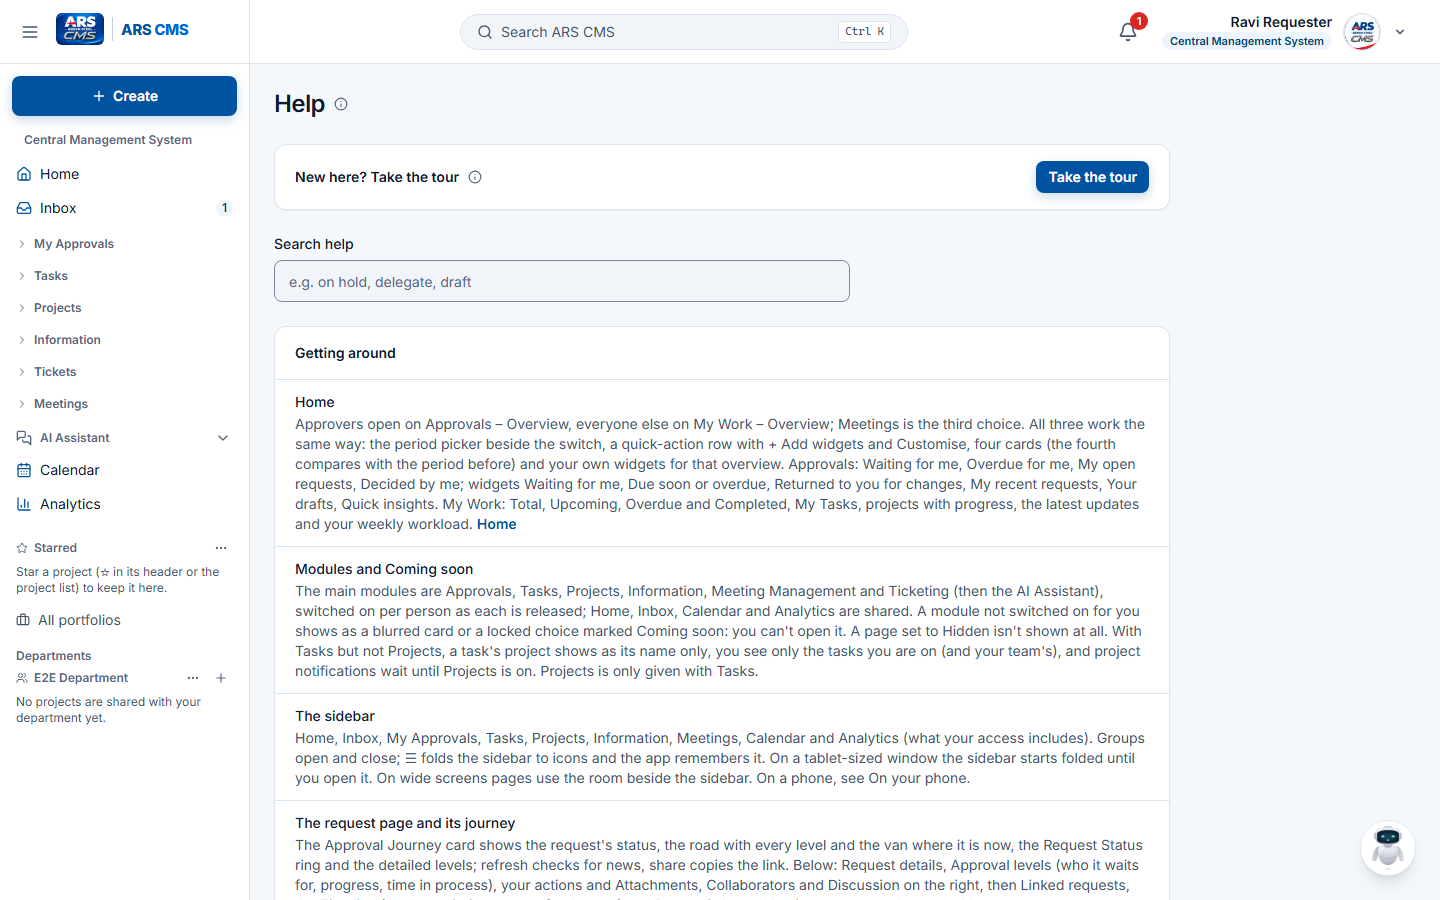 ARS
CMS
ARS CMS
Search ARS CMS
Ctrl K
1
Ravi Requester
Central Management System
ARS
CMS
Create
Central Management System
Home
Inbox
1
My Approvals
Tasks
Projects
Information
Tickets
Meetings
AI Assistant
Calendar
Analytics
Starred
Star a project (☆ in its header or the
project list) to keep it here.
All portfolios
Departments
E2E Department
No projects are shared with your
department yet.
Help
New here? Take the tour
Take the tour
Search help
e.g. on hold, delegate, draft
Getting around
Home
Approvers open on Approvals – Overview, everyone else on My Work – Overview; Meetings is the third choice. All three work the
same way: the period picker beside the switch, a quick-action row with + Add widgets and Customise, four cards (the fourth
compares with the period before) and your own widgets for that overview. Approvals: Waiting for me, Overdue for me, My open
requests, Decided by me; widgets Waiting for me, Due soon or overdue, Returned to you for changes, My recent requests, Your
drafts, Quick insights. My Work: Total, Upcoming, Overdue and Completed, My Tasks, projects with progress, the latest updates
and your weekly workload. Home
Modules and Coming soon
The main modules are Approvals, Tasks, Projects, Information, Meeting Management and Ticketing (then the AI Assistant),
switched on per person as each is released; Home, Inbox, Calendar and Analytics are shared. A module not switched on for you
shows as a blurred card or a locked choice marked Coming soon: you can't open it. A page set to Hidden isn't shown at all. With
Tasks but not Projects, a task's project shows as its name only, you see only the tasks you are on (and your team's), and project
notifications wait until Projects is on. Projects is only given with Tasks.
The sidebar
Home, Inbox, My Approvals, Tasks, Projects, Information, Meetings, Calendar and Analytics (what your access includes). Groups
open and close; ☰ folds the sidebar to icons and the app remembers it. On a tablet-sized window the sidebar starts folded until
you open it. On wide screens pages use the room beside the sidebar. On a phone, see On your phone.
The request page and its journey
The Approval Journey card shows the request's status, the road with every level and the van where it is now, the Request Status
ring and the detailed levels; refresh checks for news, share copies the link. Below: Request details, Approval levels (who it waits
for, progress, time in process), your actions and Attachments, Collaborators and Discussion on the right, then Linked requests,